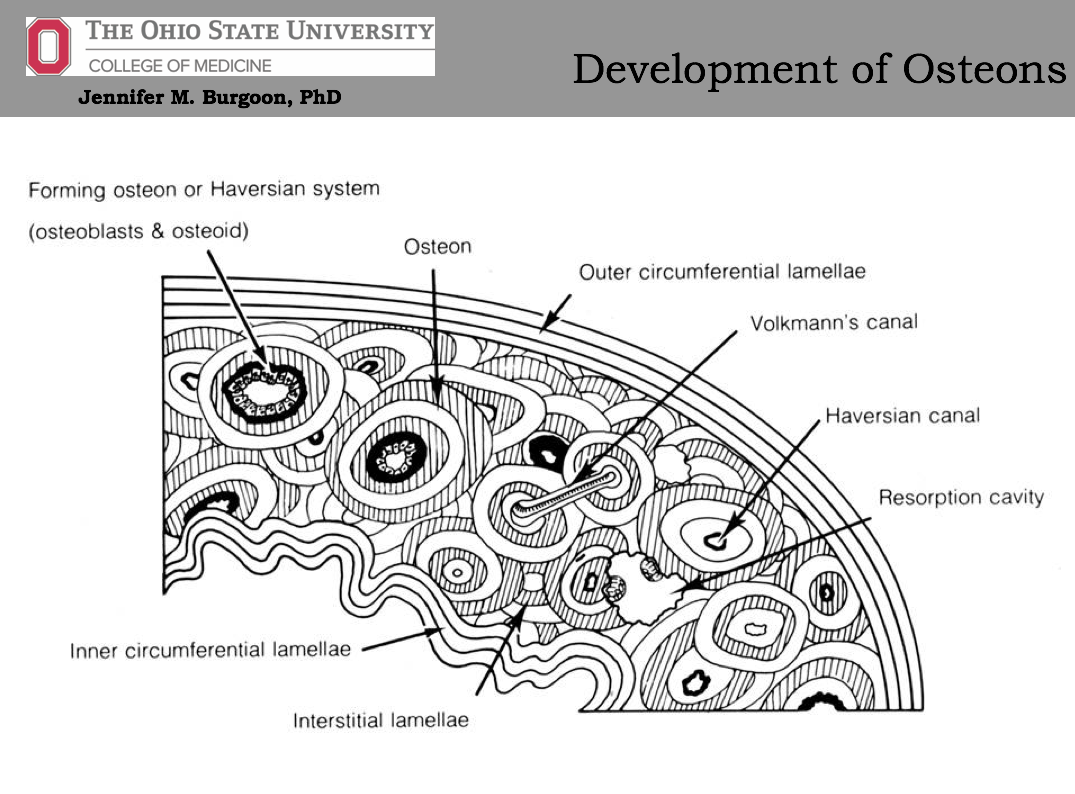 THE OHIO STATE UNIVERSITY
COLLEGE OF MEDICINE
Jennifer M. Burgoon, PhD
Development of Osteons
Forming osteon or Haversian system
(osteoblasts & osteoid)
Osteon
Outer circumferential lamellae
Volkmann's canal
Haversian canal
Resorption cavity
Inner circumferential lamellae
Interstitial lamellae